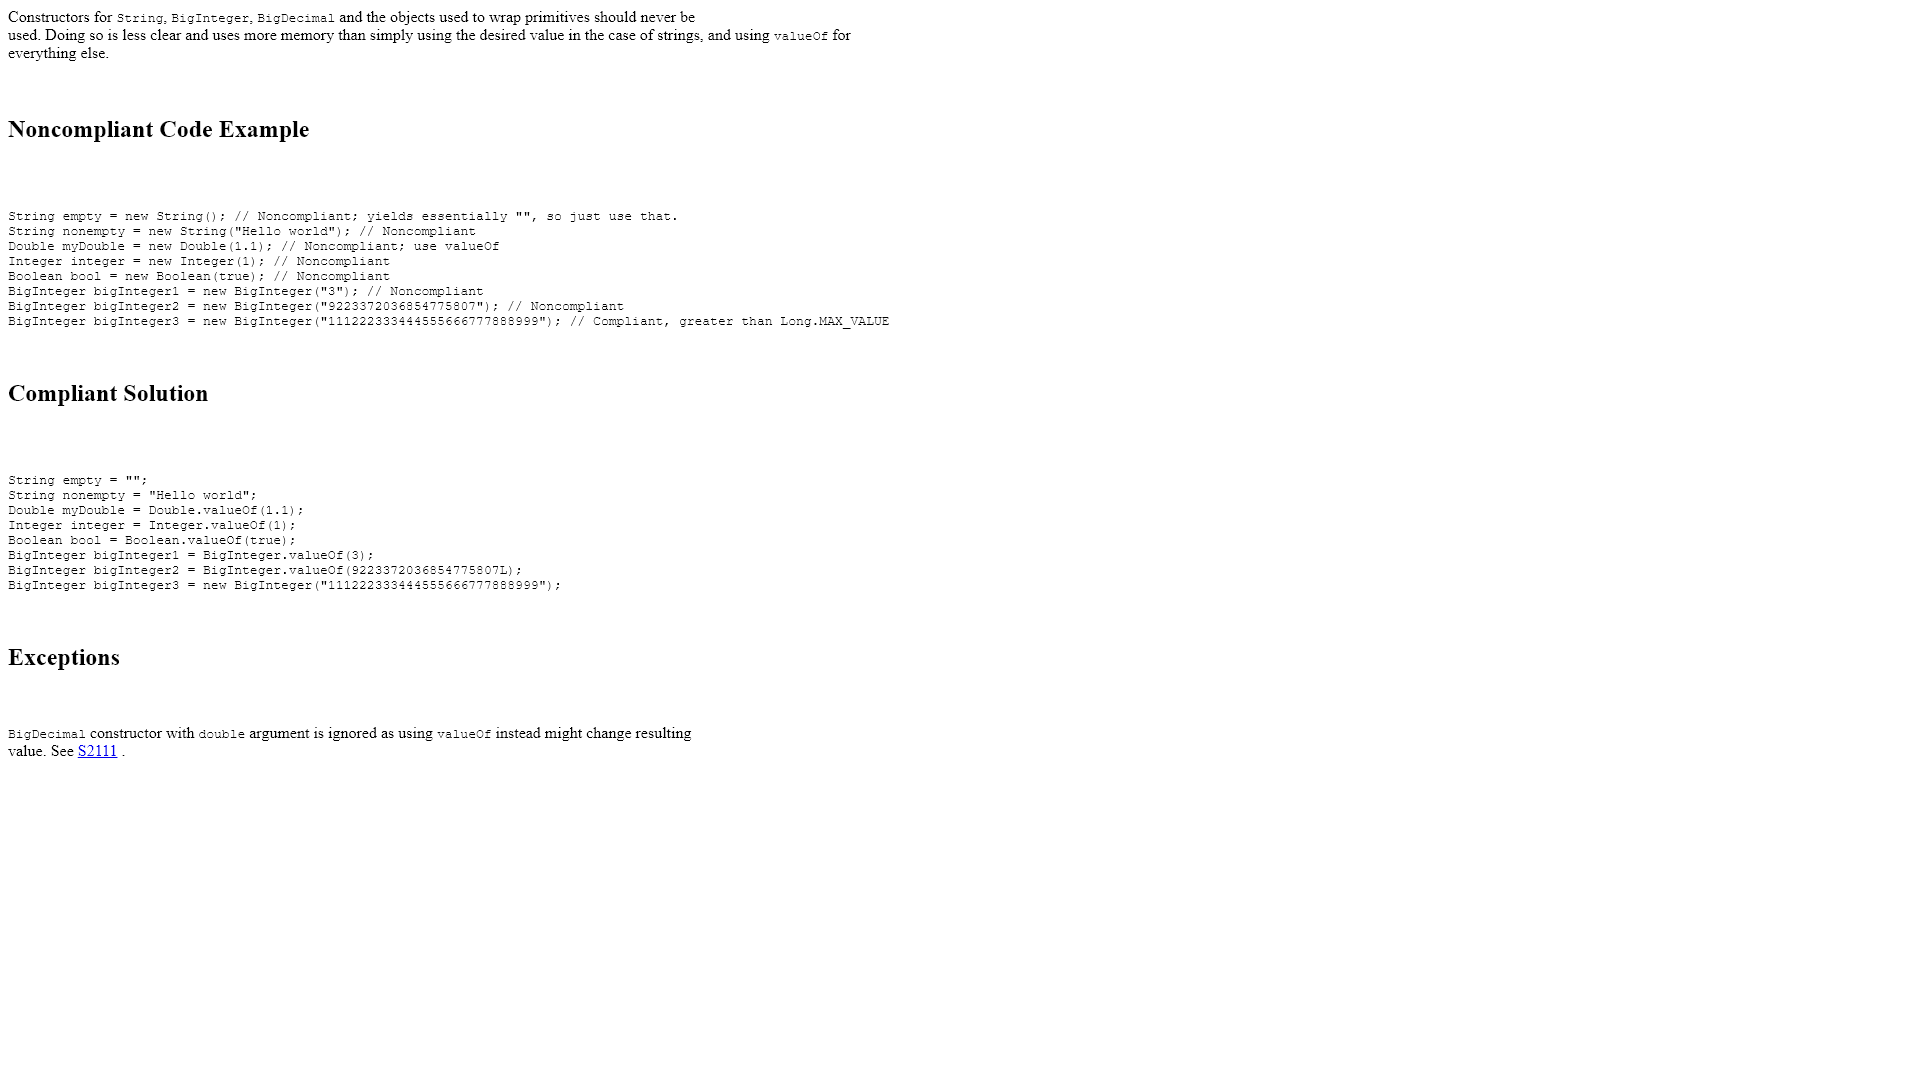 Constructors for String, BigInteger, BigDecimal and the objects used to wrap primitives should never be
used. Doing so is less clear and uses more memory than simply using the desired value in the case of strings, and using valueOf for
everything else.
Noncompliant Code Example
String empty = new String(); // Noncompliant; yields essentially "", so just use that.
String nonempty = new String("Hello world"); // Noncompliant
Double myDouble = new Double(1.1); // Noncompliant; use valueOf
Integer integer = new Integer(1); // Noncompliant
Boolean bool = new Boolean(true); // Noncompliant
BigInteger bigInteger1 = new BigInteger("3"); // Noncompliant
BigInteger bigInteger2 = new BigInteger("9223372036854775807"); // Noncompliant
BigInteger bigInteger3 = new BigInteger("111222333444555666777888999"); // Compliant, greater than Long.MAX_VALUE
Compliant Solution
String empty = "";
String nonempty = "Hello world";
Double myDouble = Double.valueOf(1.1);
Integer integer = Integer.valueOf(1);
Boolean bool = Boolean.valueOf(true);
BigInteger bigInteger1 = BigInteger.valueOf(3);
BigInteger bigInteger2 = BigInteger.valueOf(9223372036854775807L);
BigInteger bigInteger3 = new BigInteger("111222333444555666777888999");
Exceptions
BigDecimal constructor with double argument is ignored as using valueOf instead might change resulting
value. See S2111 .